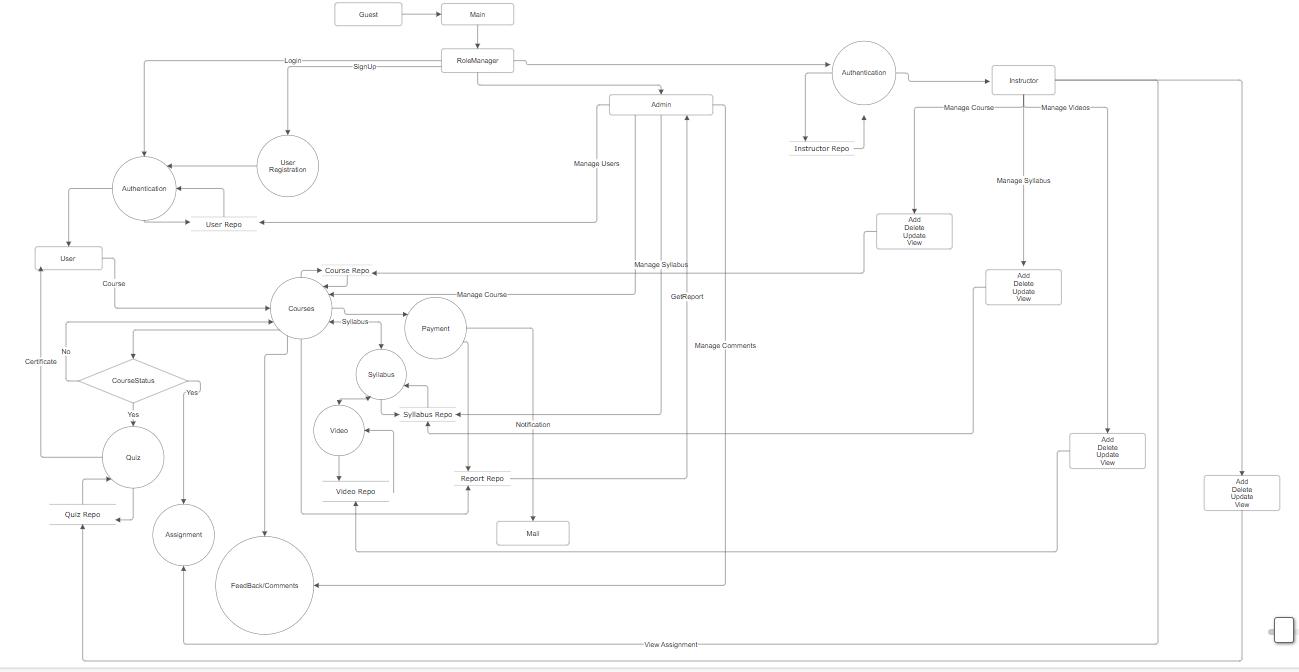 Guest
Main
RoleManager
Login
SignUp
Authentication
Instructor
Admin
Manage Course
Manage Videos
Instructor Repo
Manage Users
User
Registration
Manage Syllabus
Authentication
User Repo
Add
Delete
Update
View
User
Course
Course Repo
Manage Syllabus
Add
Delete
Update
View
Manage Course
GetReport
Courses
Syllabus
Payment
No
Certificate
Manage Comments
CourseStatus
Yes
Syllabus
Yes
Syllabus Repo
Notification
Video
Add
Delete
Update
View
Quiz
Report Repo
Video Repo
Add
Delete
Update
View
Quiz Repo
Assignment
Mail
FeedBack/Comments
View Assignment